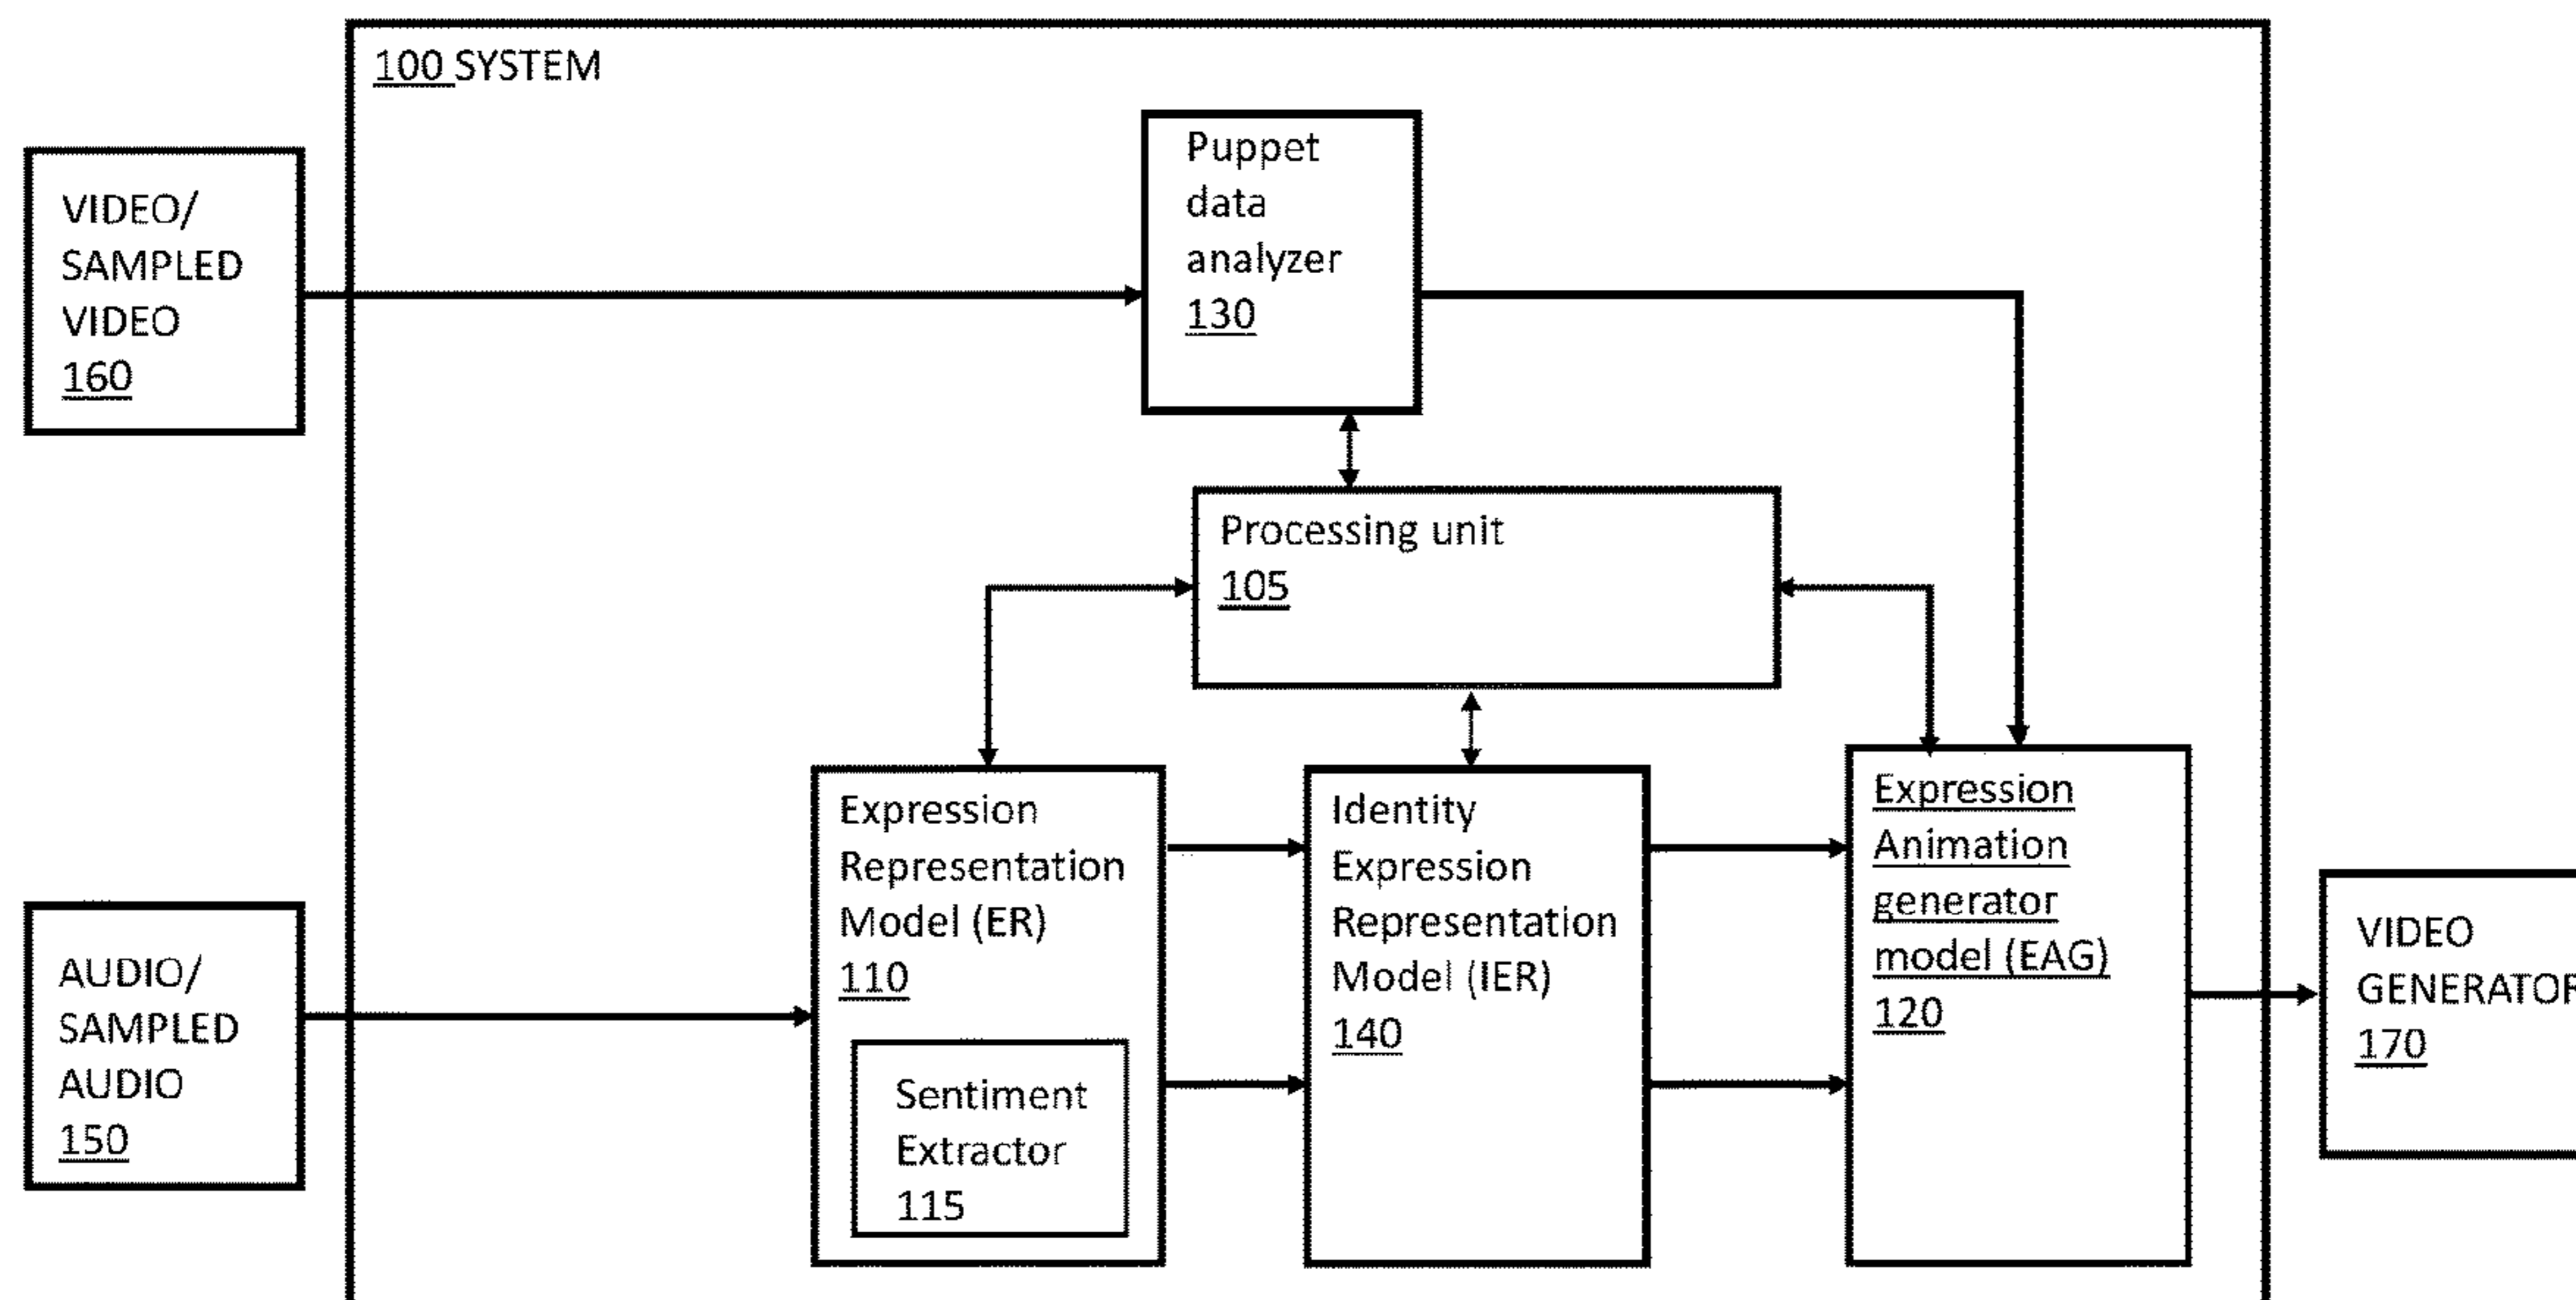 100 SYSTEM
VIDEO/
SAMPLED
VIDEO
160
Puppet
data
analyzer
130
Processing unit
105
Expression
Representation
Model (ER)
110
Sentiment
Extractor
115
Identity
Expression
Representation
Model (IER)
140
Expression
Animation
generator
model (EAG)
120
AUDIO/
SAMPLED
AUDIO
150
VIDEO
GENERATOR
170